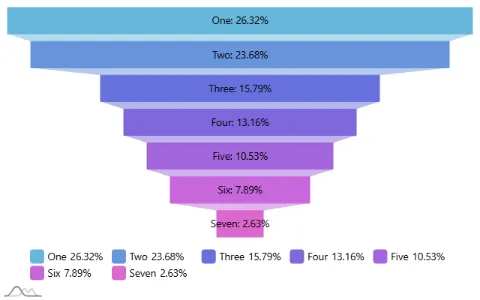 One: 26.32%
Two: 23.68%
Three: 15.79%
Four: 13.16%
Five: 10.53%
Six: 7.89%
Seven: 2.63%
One 26.32% Two 23.68% Three 15.79% Four 13.16% Five 10.53%
Six 7.89% Seven 2.63%